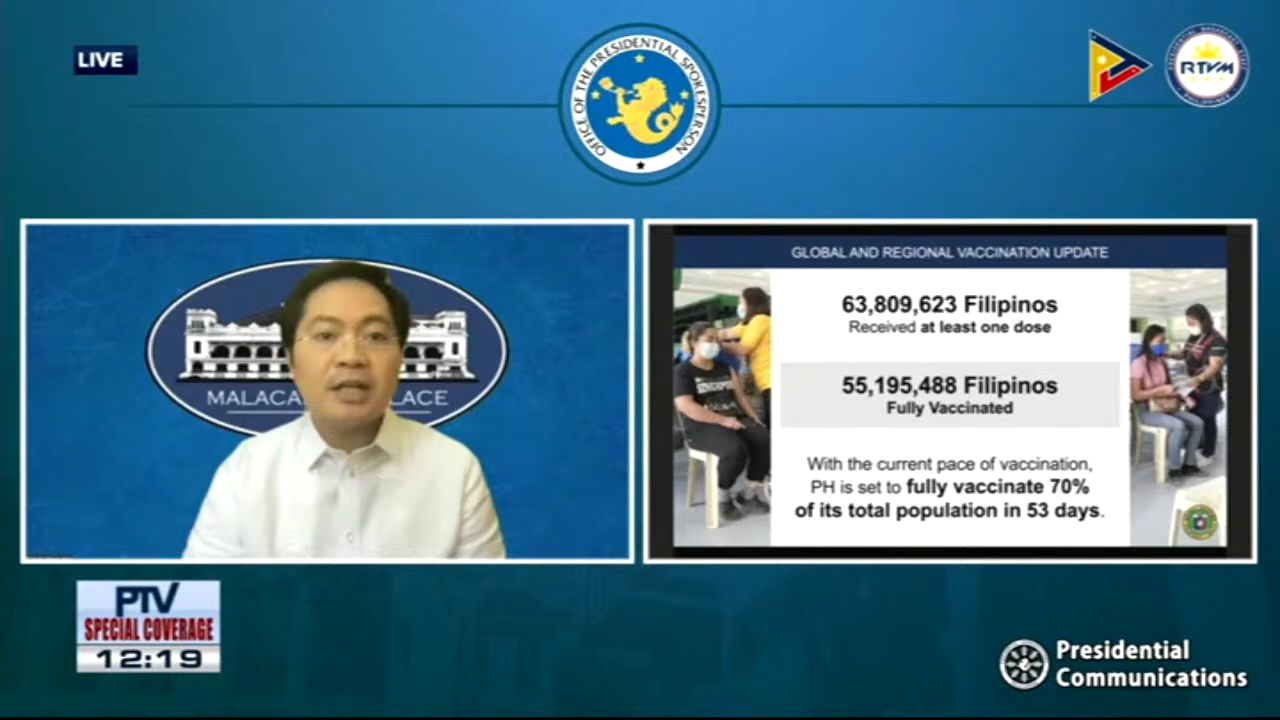 LIVE
OFFICE OF THE PRESIDENTIAL SPOKESPERSON
RTVM
MALACA LACE
GLOBAL AND REGIONAL VACCINATION UPDATE
63,809,623 Filipinos
Received at least one dose
55,195,488 Filipinos
Fully Vaccinated
With the current pace of vaccination,
PH is set to fully vaccinate 70%
of its total population in 53 days.
PTV
SPECIAL COVERAGE
12:19
Presidential
Communications